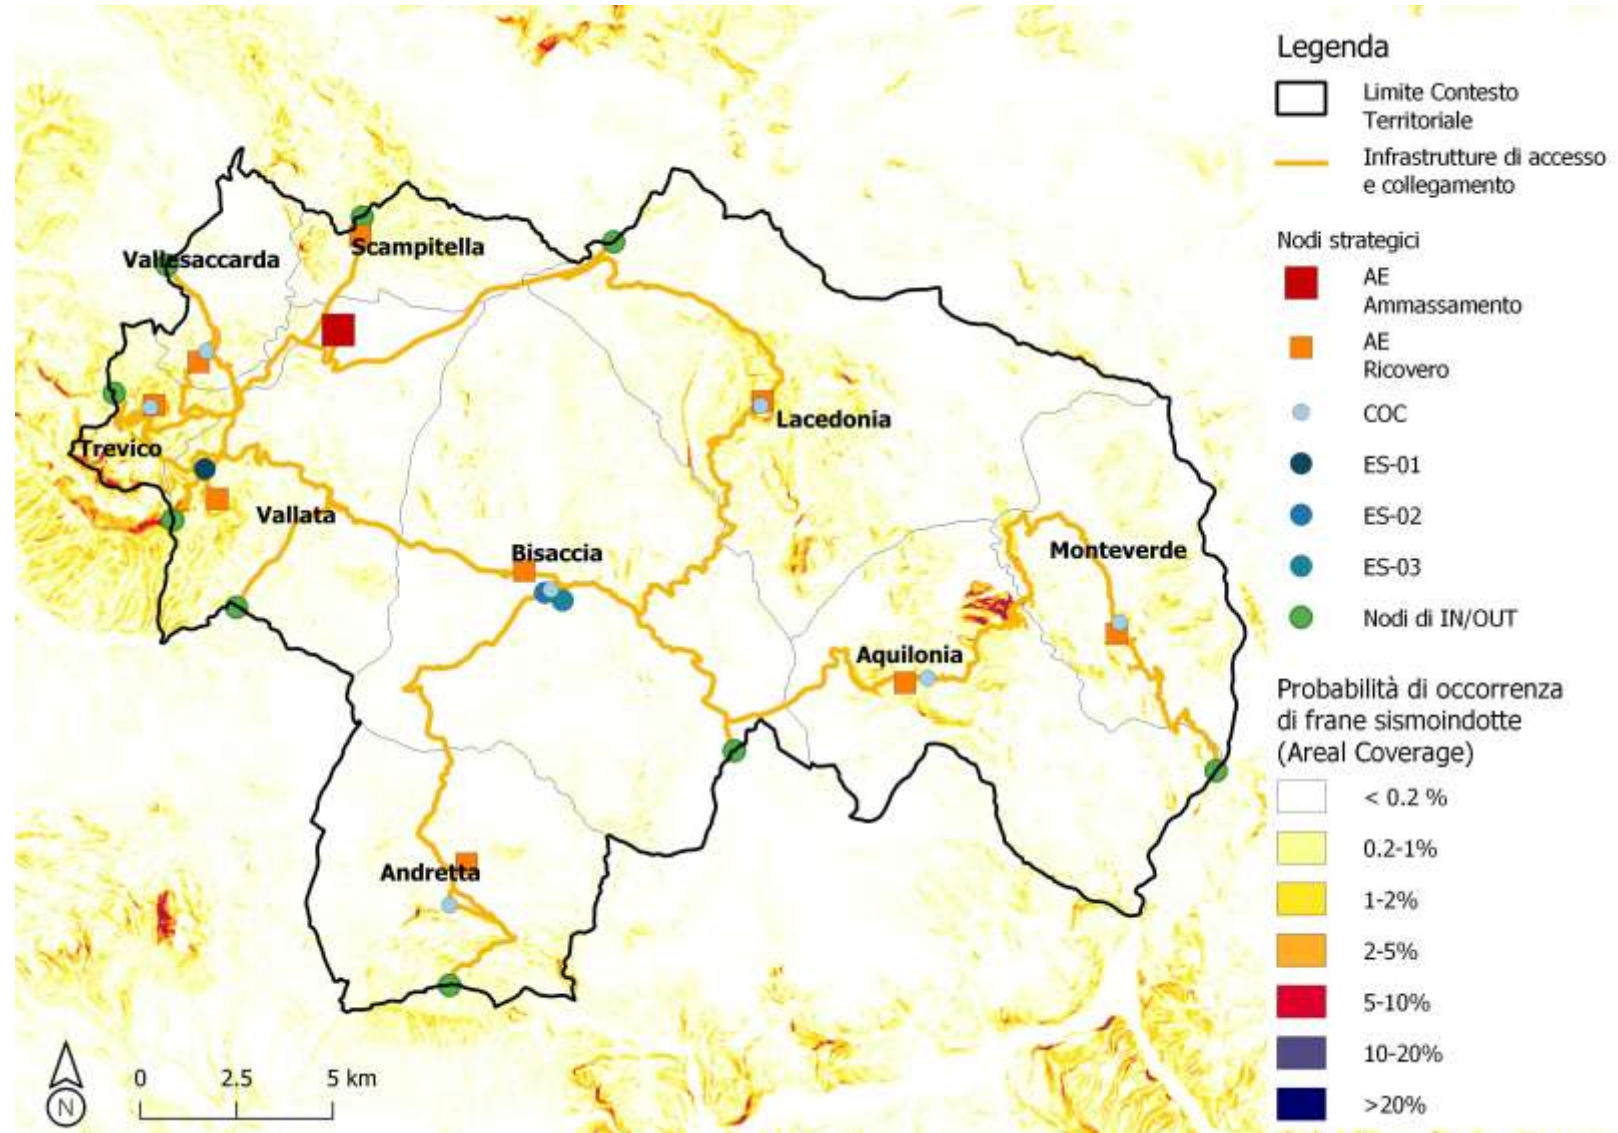 Legenda
Limite Contesto
Territoriale
Infrastrutture di accesso
e collegamento
Nodi strategici
AE
Ammassamento
AE
Ricovero
COC
ES-01
ES-02
ES-03
Nodi di IN/OUT
Probabilità di occorrenza
di frane sismoindotte
(Areal Coverage)
< 0.2 %
0.2-1%
1-2%
2-5%
5-10%
10-20%
>20%
Vallesaccarda
Scampitella
Lacedonia
Trevico
Vallata
Bisaccia
Monteverde
Aquilonia
Andretta
N
0 2.5 5 km